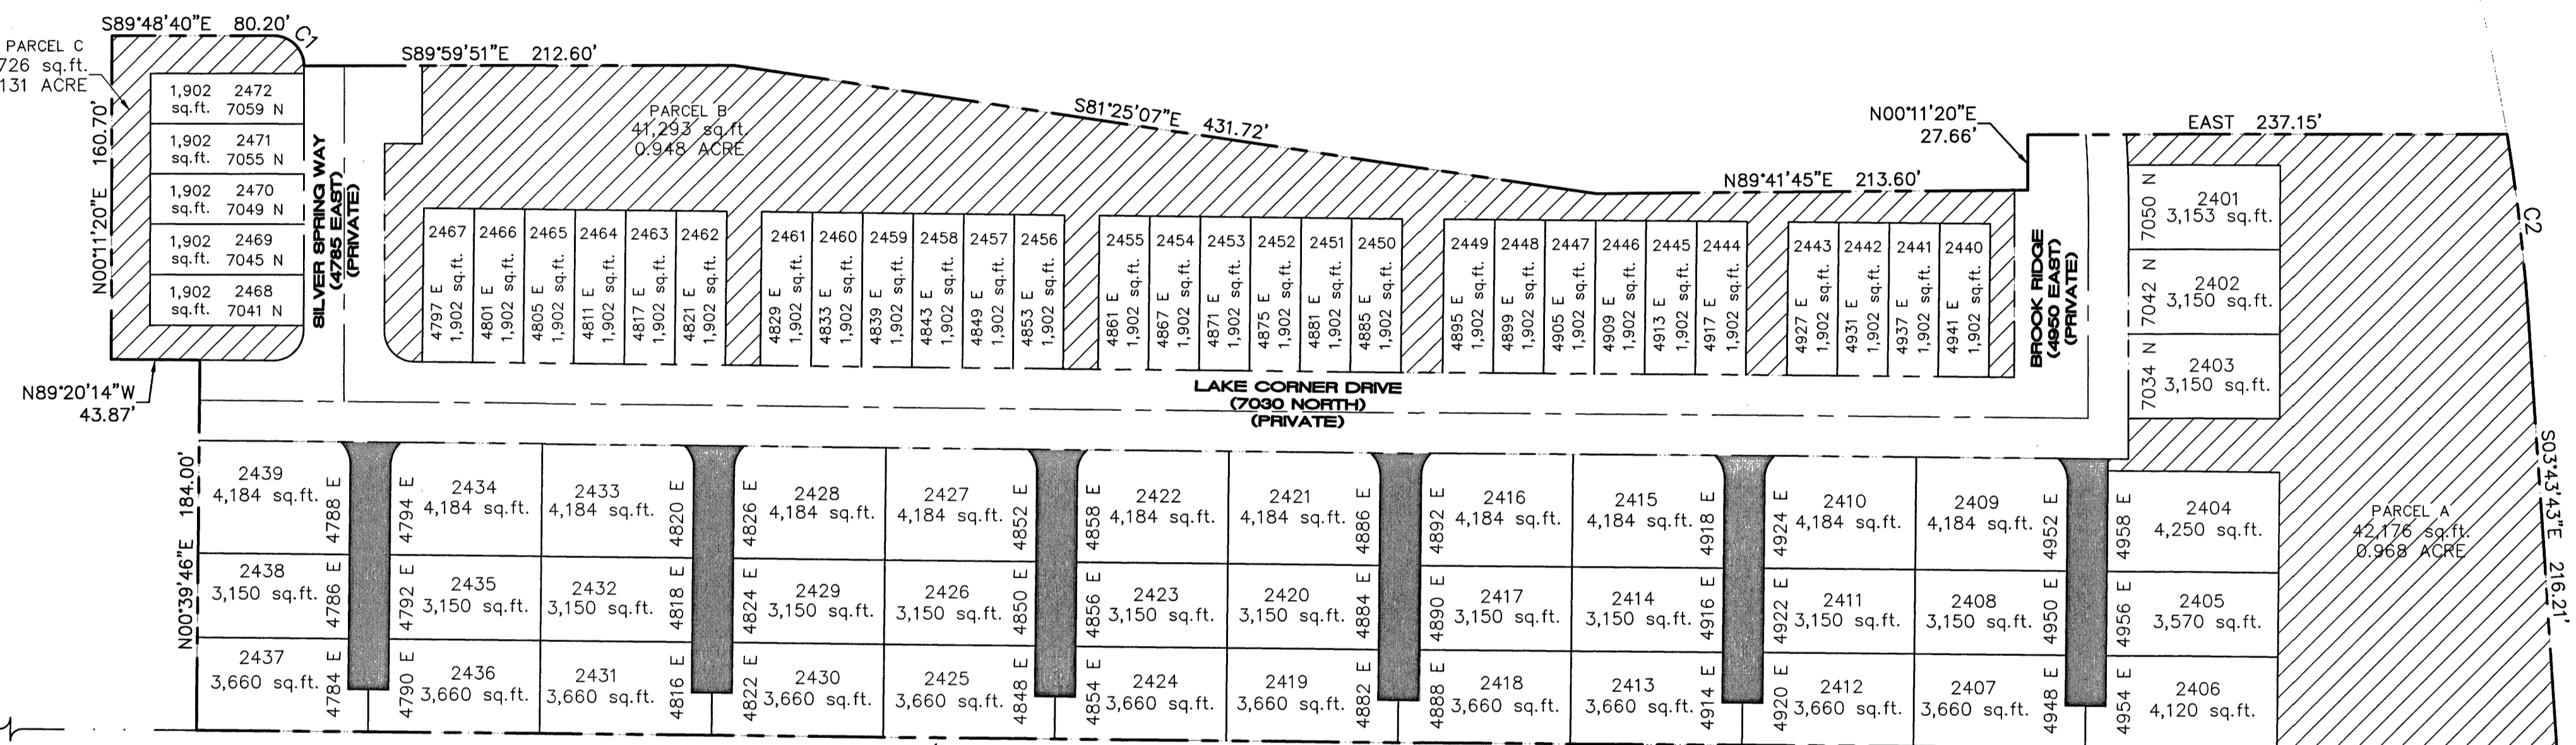 S89°48'40"E 80.20'
C1
PARCEL C
726 sq.ft.
131 ACRE
N00°11'20"E 160.70'
1,902 2472
sq.ft. 7059 N
1,902 2471
sq.ft. 7055 N
1,902 2470
sq.ft. 7049 N
1,902 2469
sq.ft. 7045 N
1,902 2468
sq.ft. 7041 N
N89°20'14"W
43.87'
SILVER SPRING WAY
(4785 EAST)
(PRIVATE)
S89°59'51"E 212.60'
PARCEL B
41,293 sq.ft.
0.948 ACRE
S81°25'07"E 431.72'
N89°41'45"E 213.60'
N00°11'20"E
27.66'
EAST 237.15'
2467
4797 E
1,902 sq.ft.
2466
4801 E
1,902 sq.ft.
2465
4805 E
1,902 sq.ft.
2464
4811 E
1,902 sq.ft.
2463
4817 E
1,902 sq.ft.
2462
4821 E
1,902 sq.ft.
2461
4829 E
1,902 sq.ft.
2460
4833 E
1,902 sq.ft.
2459
4839 E
1,902 sq.ft.
2458
4843 E
1,902 sq.ft.
2457
4849 E
1,902 sq.ft.
2456
4853 E
1,902 sq.ft.
2455
4861 E
1,902 sq.ft.
2454
4867 E
1,902 sq.ft.
2453
4871 E
1,902 sq.ft.
2452
4875 E
1,902 sq.ft.
2451
4881 E
1,902 sq.ft.
2450
4885 E
1,902 sq.ft.
2449
4895 E
1,902 sq.ft.
2448
4899 E
1,902 sq.ft.
2447
4905 E
1,902 sq.ft.
2446
4909 E
1,902 sq.ft.
2445
4913 E
1,902 sq.ft.
2444
4917 E
1,902 sq.ft.
2443
4927 E
1,902 sq.ft.
2442
4931 E
1,902 sq.ft.
2441
4937 E
1,902 sq.ft.
2440
4941 E
1,902 sq.ft.
BROOK RIDGE
(4950 EAST)
(PRIVATE)
7050 N
2401
3,153 sq.ft.
7042 N
2402
3,150 sq.ft.
7034 N
2403
3,150 sq.ft.
C2
S03°43'43"E 216.21'
PARCEL A
42,176 sq.ft.
0.968 ACRE
LAKE CORNER DRIVE
(7030 NORTH)
(PRIVATE)
N00°39'46"E 184.00'
2439
4,184 sq.ft.
4788 E
4794 E
2434
4,184 sq.ft.
2433
4,184 sq.ft.
4820 E
4826 E
2428
4,184 sq.ft.
2427
4,184 sq.ft.
4852 E
4858 E
2422
4,184 sq.ft.
2421
4,184 sq.ft.
4886 E
4892 E
2416
4,184 sq.ft.
2415
4,184 sq.ft.
4918 E
4924 E
2410
4,184 sq.ft.
2409
4,184 sq.ft.
4952 E
4958 E
2404
4,250 sq.ft.
2438
3,150 sq.ft.
4786 E
4792 E
2435
3,150 sq.ft.
2432
3,150 sq.ft.
4818 E
4824 E
2429
3,150 sq.ft.
2426
3,150 sq.ft.
4850 E
4856 E
2423
3,150 sq.ft.
2420
3,150 sq.ft.
4884 E
4890 E
2417
3,150 sq.ft.
2414
3,150 sq.ft.
4916 E
4922 E
2411
3,150 sq.ft.
2408
3,150 sq.ft.
4950 E
4956 E
2405
3,570 sq.ft.
2437
3,660 sq.ft.
4784 E
4790 E
2436
3,660 sq.ft.
2431
3,660 sq.ft.
4816 E
4822 E
2430
3,660 sq.ft.
2425
3,660 sq.ft.
4848 E
4854 E
2424
3,660 sq.ft.
2419
3,660 sq.ft.
4882 E
4888 E
2418
3,660 sq.ft.
2413
3,660 sq.ft.
4914 E
4920 E
2412
3,660 sq.ft.
2407
3,660 sq.ft.
4948 E
4954 E
2406
4,120 sq.ft.